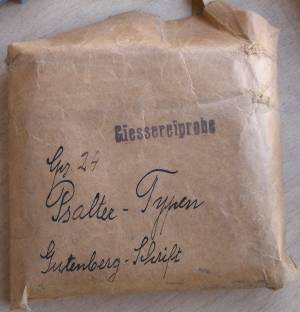 Giessereiprobe
Gr. 24
Psalter-Typen
Gutenberg-Schrift